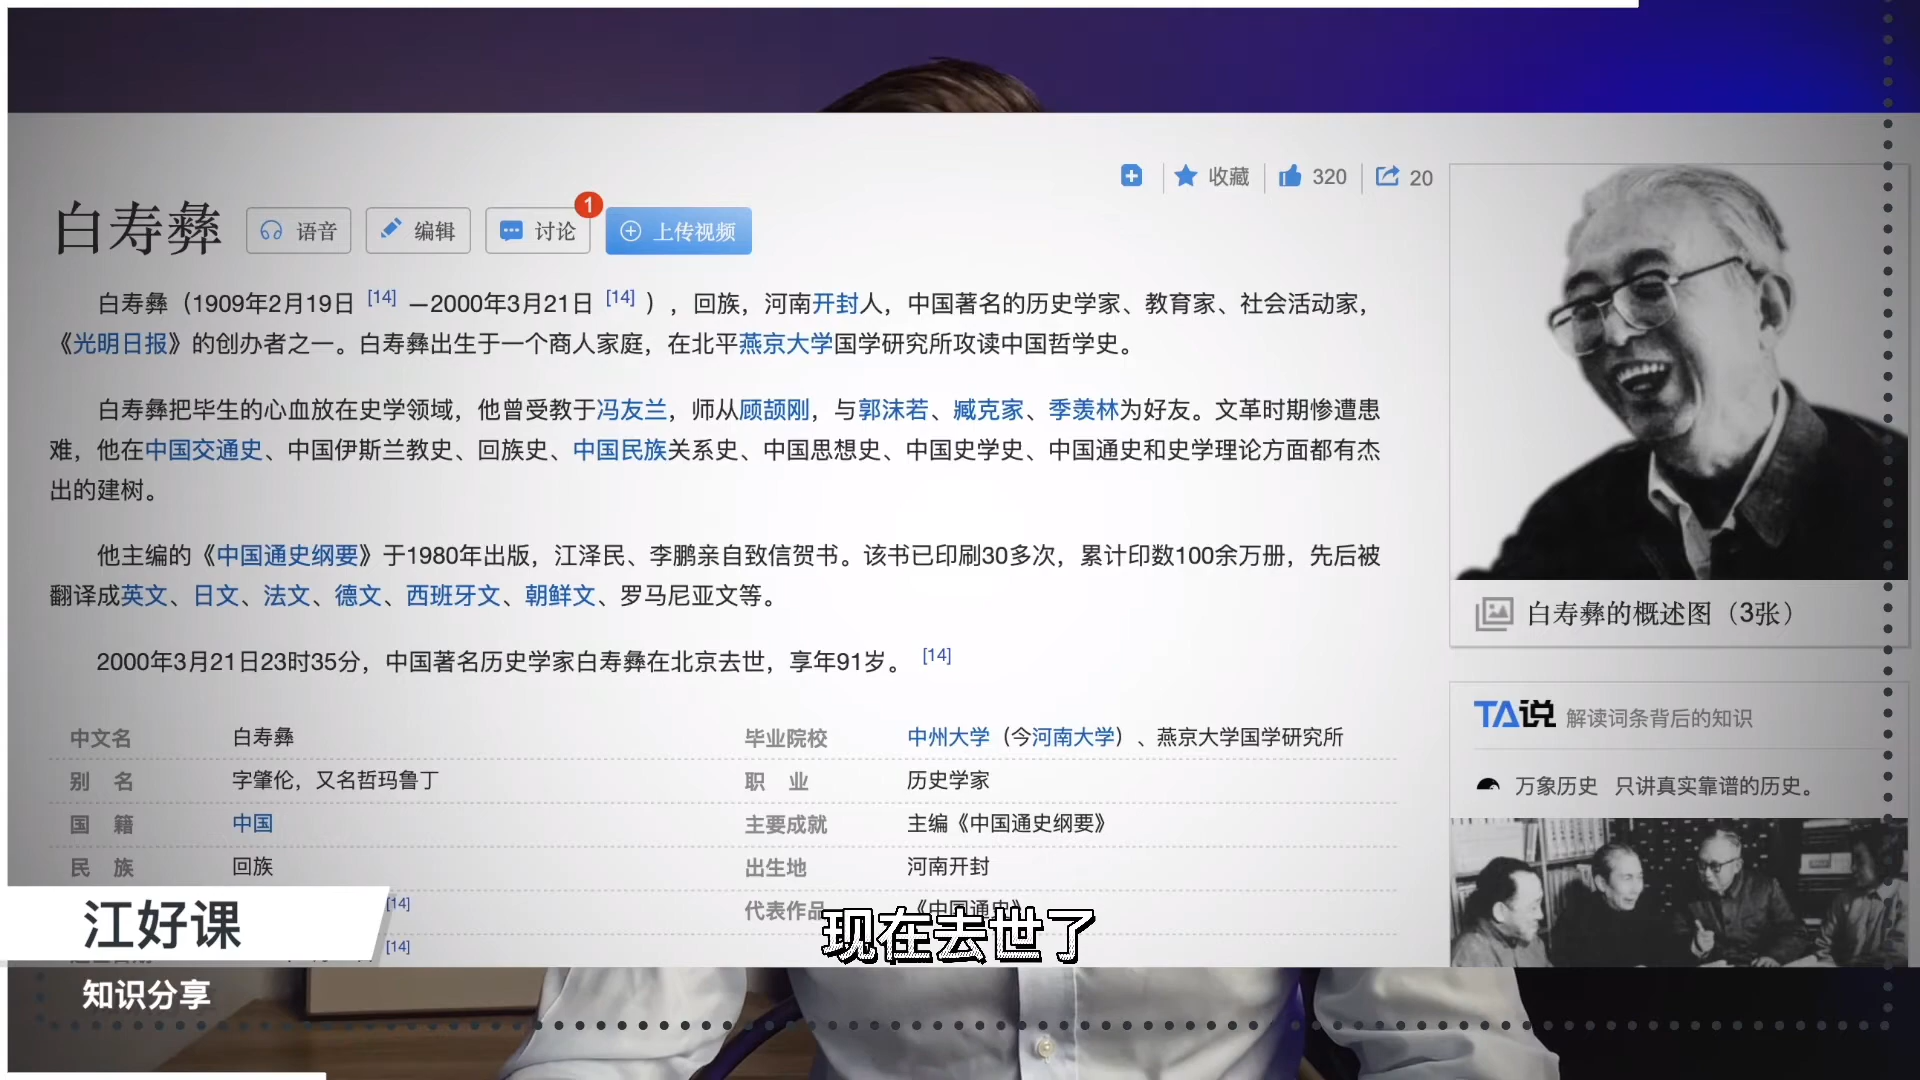 收藏 320 20
白寿彝 语音 编辑 讨论 1 上传视频
白寿彝（1909年2月19日 [14] —2000年3月21日 [14] ），回族，河南开封人，中国著名的历史学家、教育家、社会活动家，
《光明日报》的创办者之一。白寿彝出生于一个商人家庭，在北平燕京大学国学研究所攻读中国哲学史。
白寿彝把毕生的心血放在史学领域，他曾受教于冯友兰，师从顾颉刚，与郭沫若、臧克家、季羡林为好友。文革时期惨遭患
难，他在中国交通史、中国伊斯兰教史、回族史、中国民族关系史、中国思想史、中国史学史、中国通史和史学理论方面都有杰
出的建树。
他主编的《中国通史纲要》于1980年出版，江泽民、李鹏亲自致信贺书。该书已印刷30多次，累计印数100余万册，先后被
翻译成英文、日文、法文、德文、西班牙文、朝鲜文、罗马尼亚文等。
2000年3月21日23时35分，中国著名历史学家白寿彝在北京去世，享年91岁。 [14]
中文名 白寿彝 毕业院校 中州大学（今河南大学）、燕京大学国学研究所
别 名 字肇伦，又名哲玛鲁丁 职 业 历史学家
国 籍 中国 主要成就 主编《中国通史纲要》
民 族 回族 出生地 河南开封
[14] 代表作品 《中国通史》
[14]
白寿彝的概述图（3张）
TA说 解读词条背后的知识
万象历史 只讲真实靠谱的历史。
江好课
知识分享
现在去世了